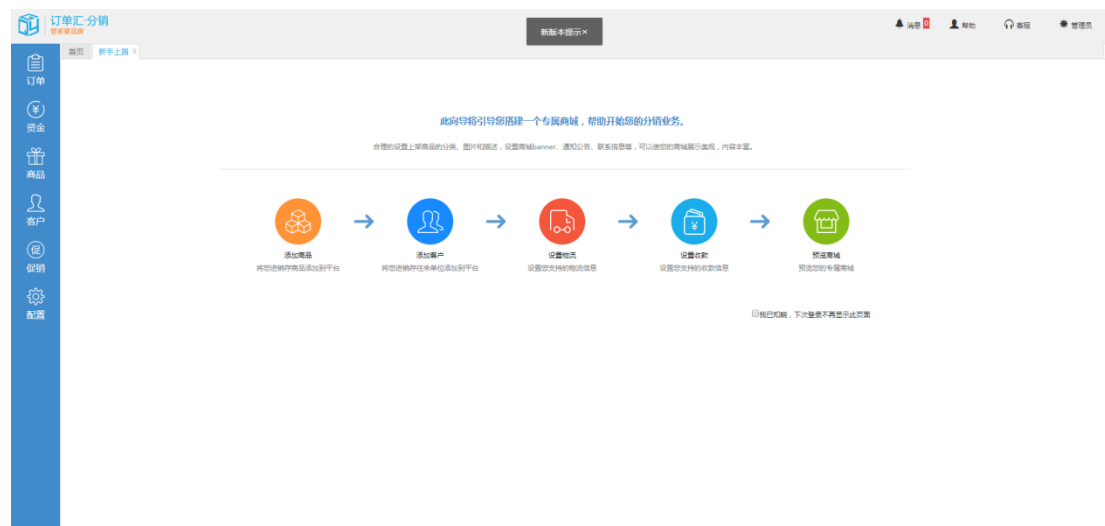 订单汇·分销
管家婆品牌
新版本提示×
消息 0
帮助
客服
管理员
首页
新手上路 X
订单
资金
商品
客户
促
促销
配置
此向导将引导您搭建一个专属商城，帮助开始您的分销业务。
合理的设置上架商品的分类、图片和描述，设置商城banner、通知公告、联系信息等，可以使您的商城展示美观，内容丰富。
添加商品
添加客户
设置物流
设置收款
预览商城
将您进销存商品添加到平台
将您进销存往来单位添加到平台
设置您支持的物流信息
设置您支持的收款信息
预览您的专属商城
我已知晓，下次登录不再显示此页面